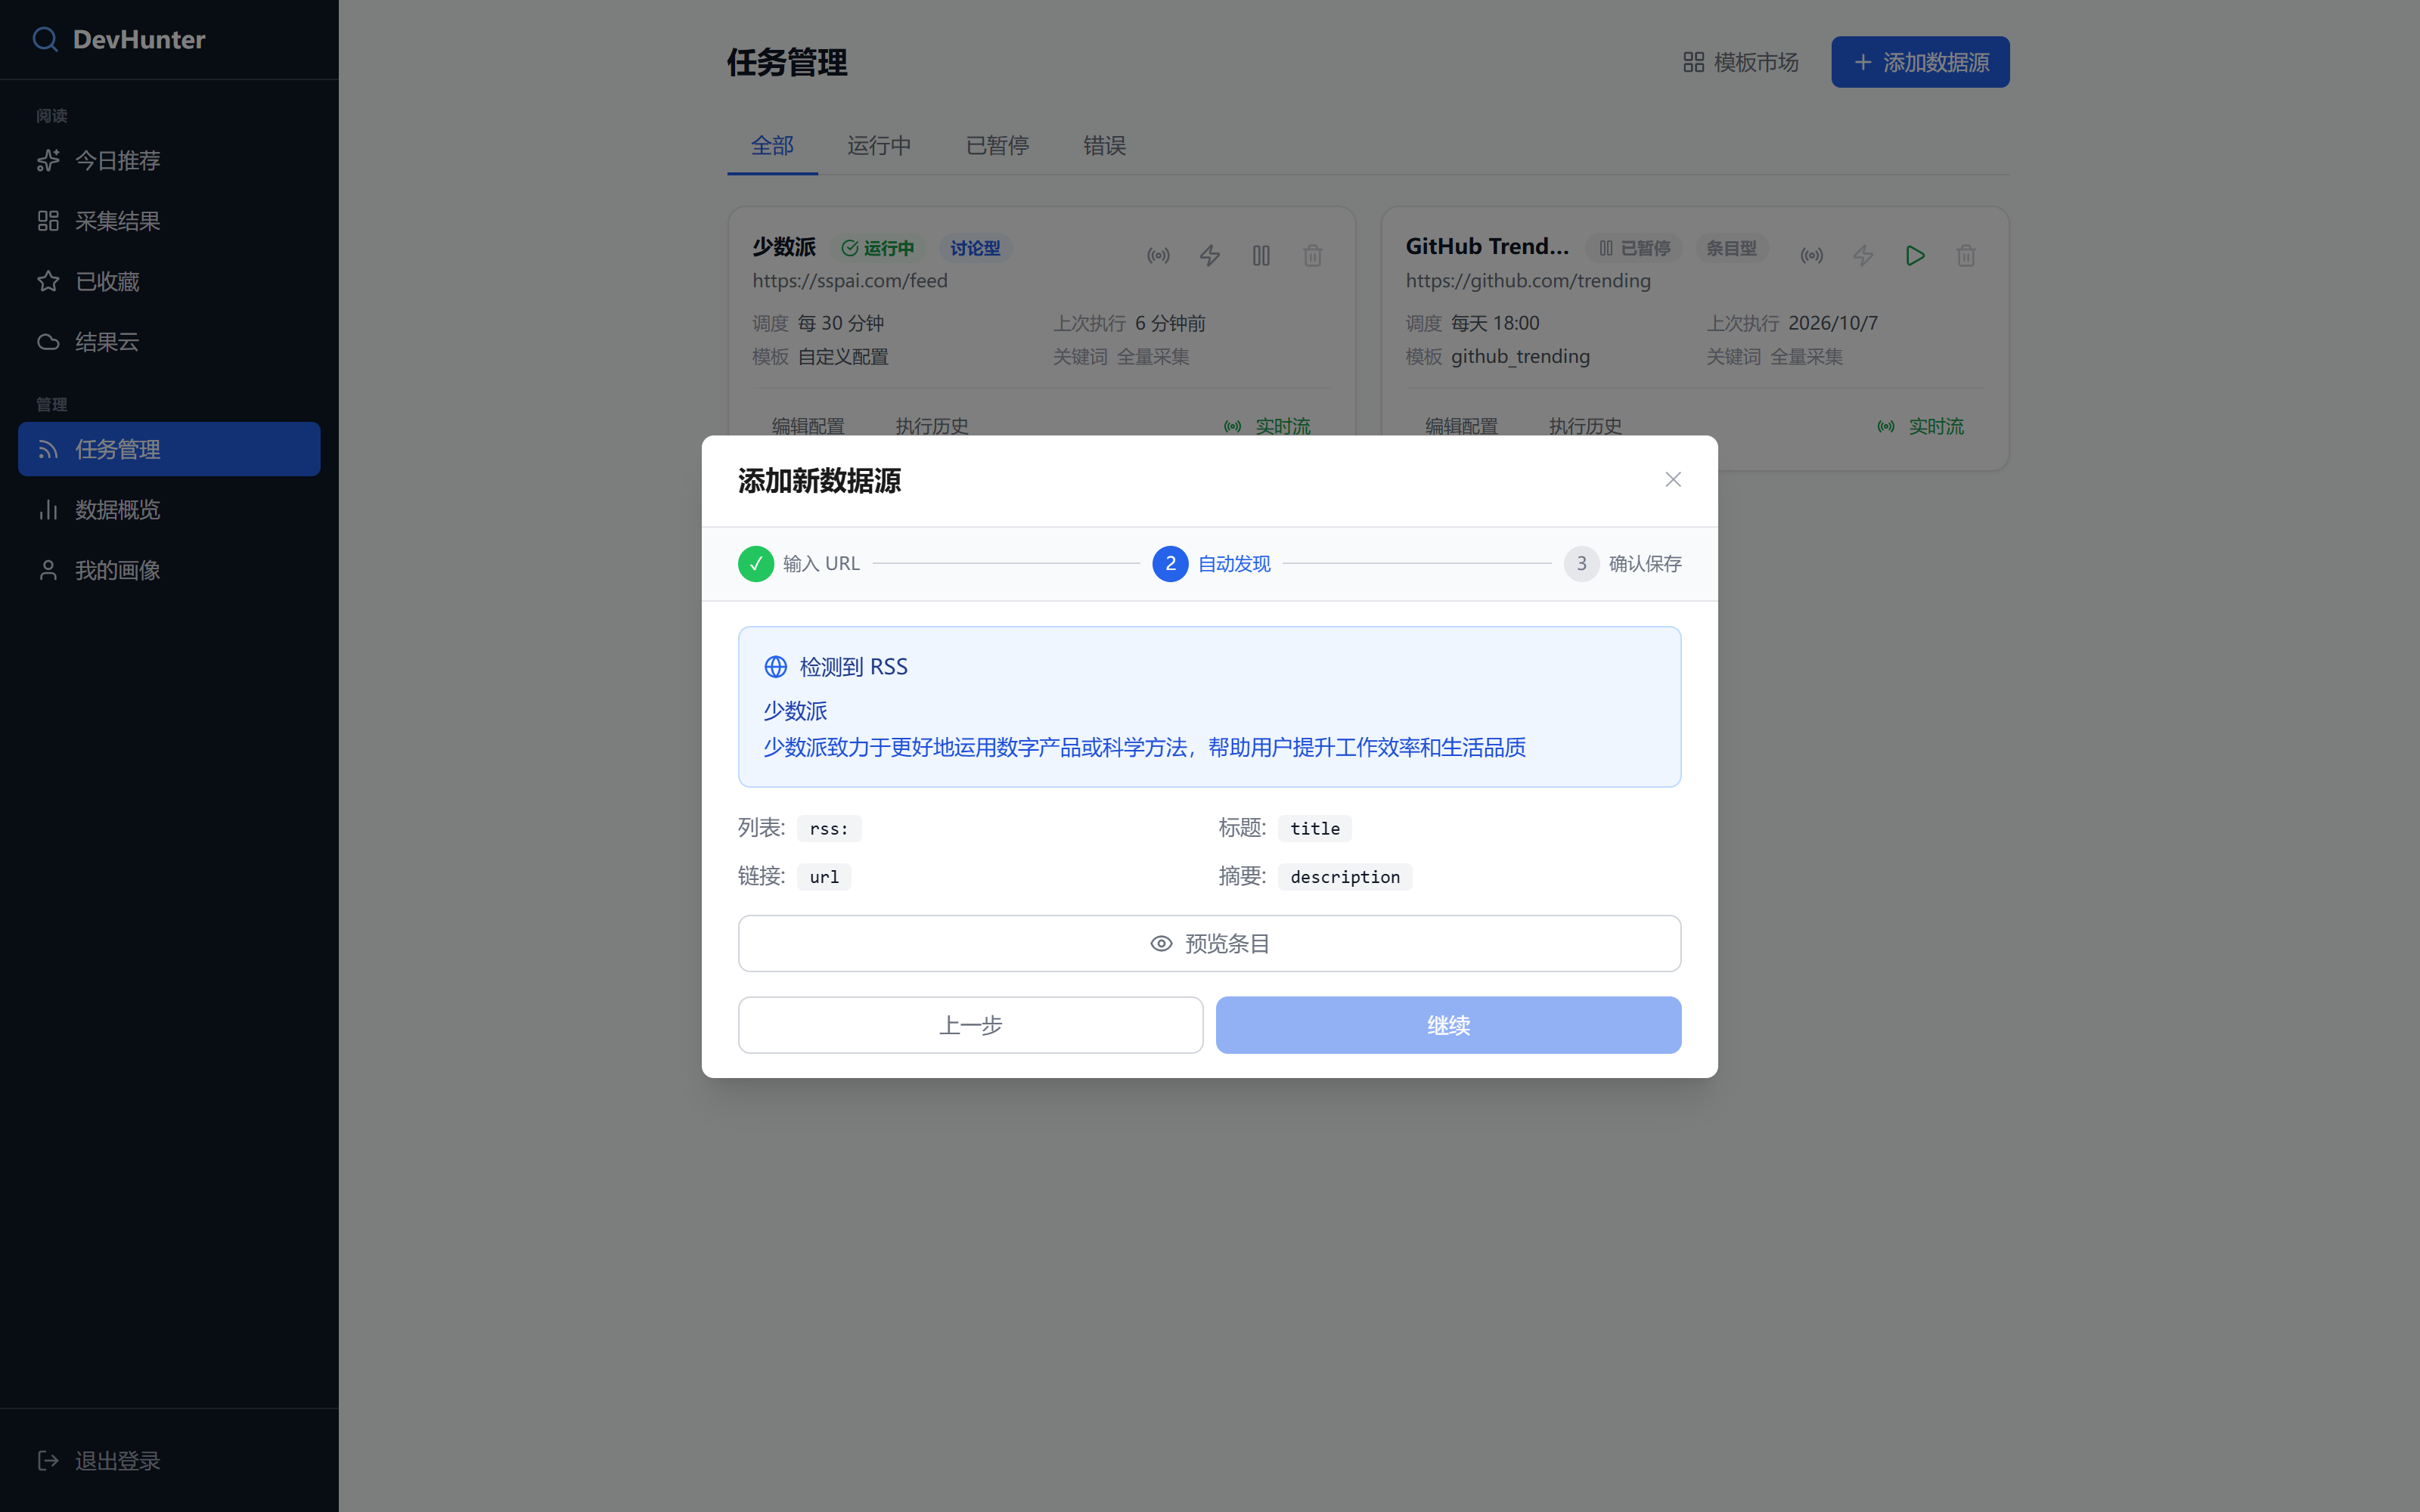 DevHunter
阅读
今日推荐
采集结果
已收藏
结果云
管理
任务管理
数据概览
我的画像
退出登录
任务管理
模板市场
添加数据源
全部 运行中 已暂停 错误
少数派 运行中 讨论型
https://sspai.com/feed
调度 每 30 分钟 上次执行 6 分钟前
模板 自定义配置 关键词 全量采集
编辑配置 执行历史 实时流
GitHub Trend... 已暂停 条目型
https://github.com/trending
调度 每天 18:00 上次执行 2026/10/7
模板 github_trending 关键词 全量采集
编辑配置 执行历史 实时流
添加新数据源
✓ 输入 URL 2 自动发现 3 确认保存
检测到 RSS
少数派
少数派致力于更好地运用数字产品或科学方法，帮助用户提升工作效率和生活品质
列表: rss: 标题: title
链接: url 摘要: description
预览条目
上一步 继续